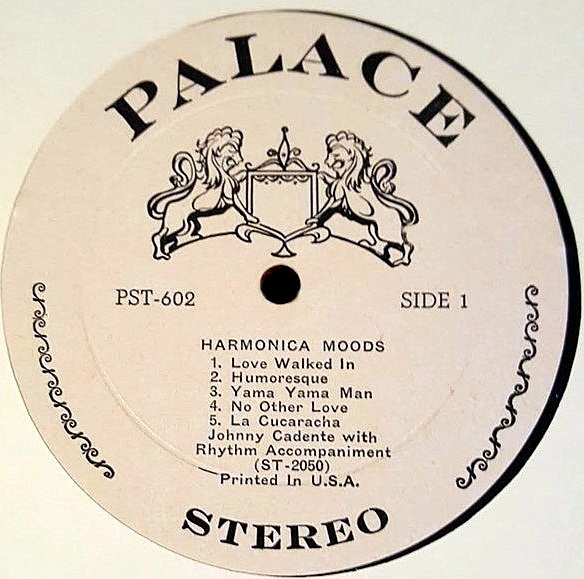 PALACE
PST-602
SIDE 1
HARMONICA MOODS
1. Love Walked In
2. Humoresque
3. Yama Yama Man
4. No Other Love
5. La Cucaracha
Johnny Cadente with
Rhythm Accompaniment
(ST-2050)
Printed In U.S.A.
STEREO